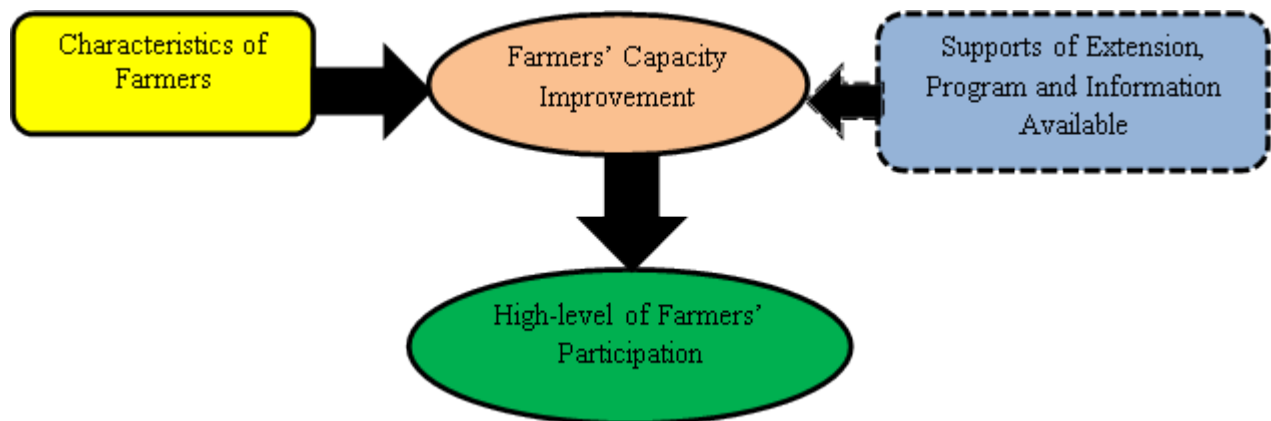 Characteristics of
Farmers
Farmers’ Capacity
Improvement
Supports of Extension,
Program and Information
Available
High-level of Farmers’
Participation